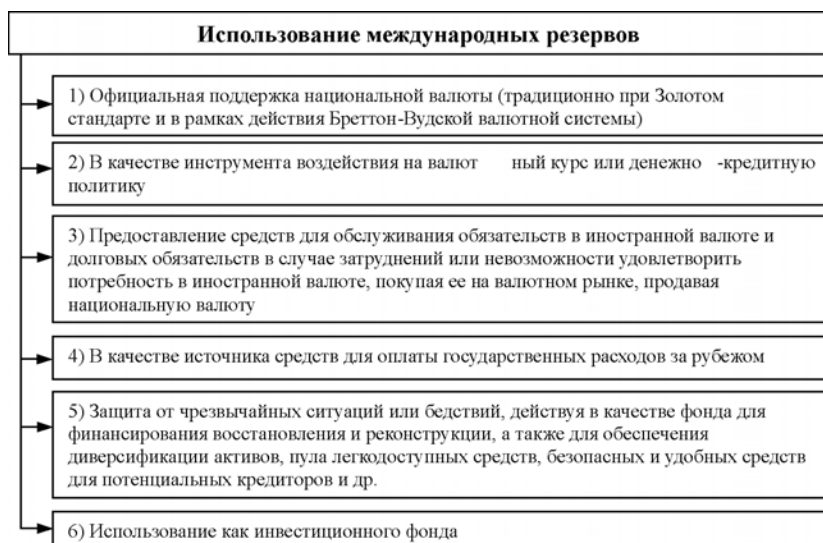 Использование международных резервов
1) Официальная поддержка национальной валюты (традиционно при Золотом
стандарте и в рамках действия Бреттон-Вудской валютной системы)
2) В качестве инструмента воздействия на валют ный курс или денежно -кредитную
политику
3) Предоставление средств для обслуживания обязательств в иностранной валюте и
долговых обязательств в случае затруднений или невозможности удовлетворить
потребность в иностранной валюте, покупая ее на валютном рынке, продавая
национальную валюту
4) В качестве источника средств для оплаты государственных расходов за рубежом
5) Защита от чрезвычайных ситуаций или бедствий, действуя в качестве фонда для
финансирования восстановления и реконструкции, а также для обеспечения
диверсификации активов, пула легкодоступных средств, безопасных и удобных средств
для потенциальных кредиторов и др.
6) Использование как инвестиционного фонда